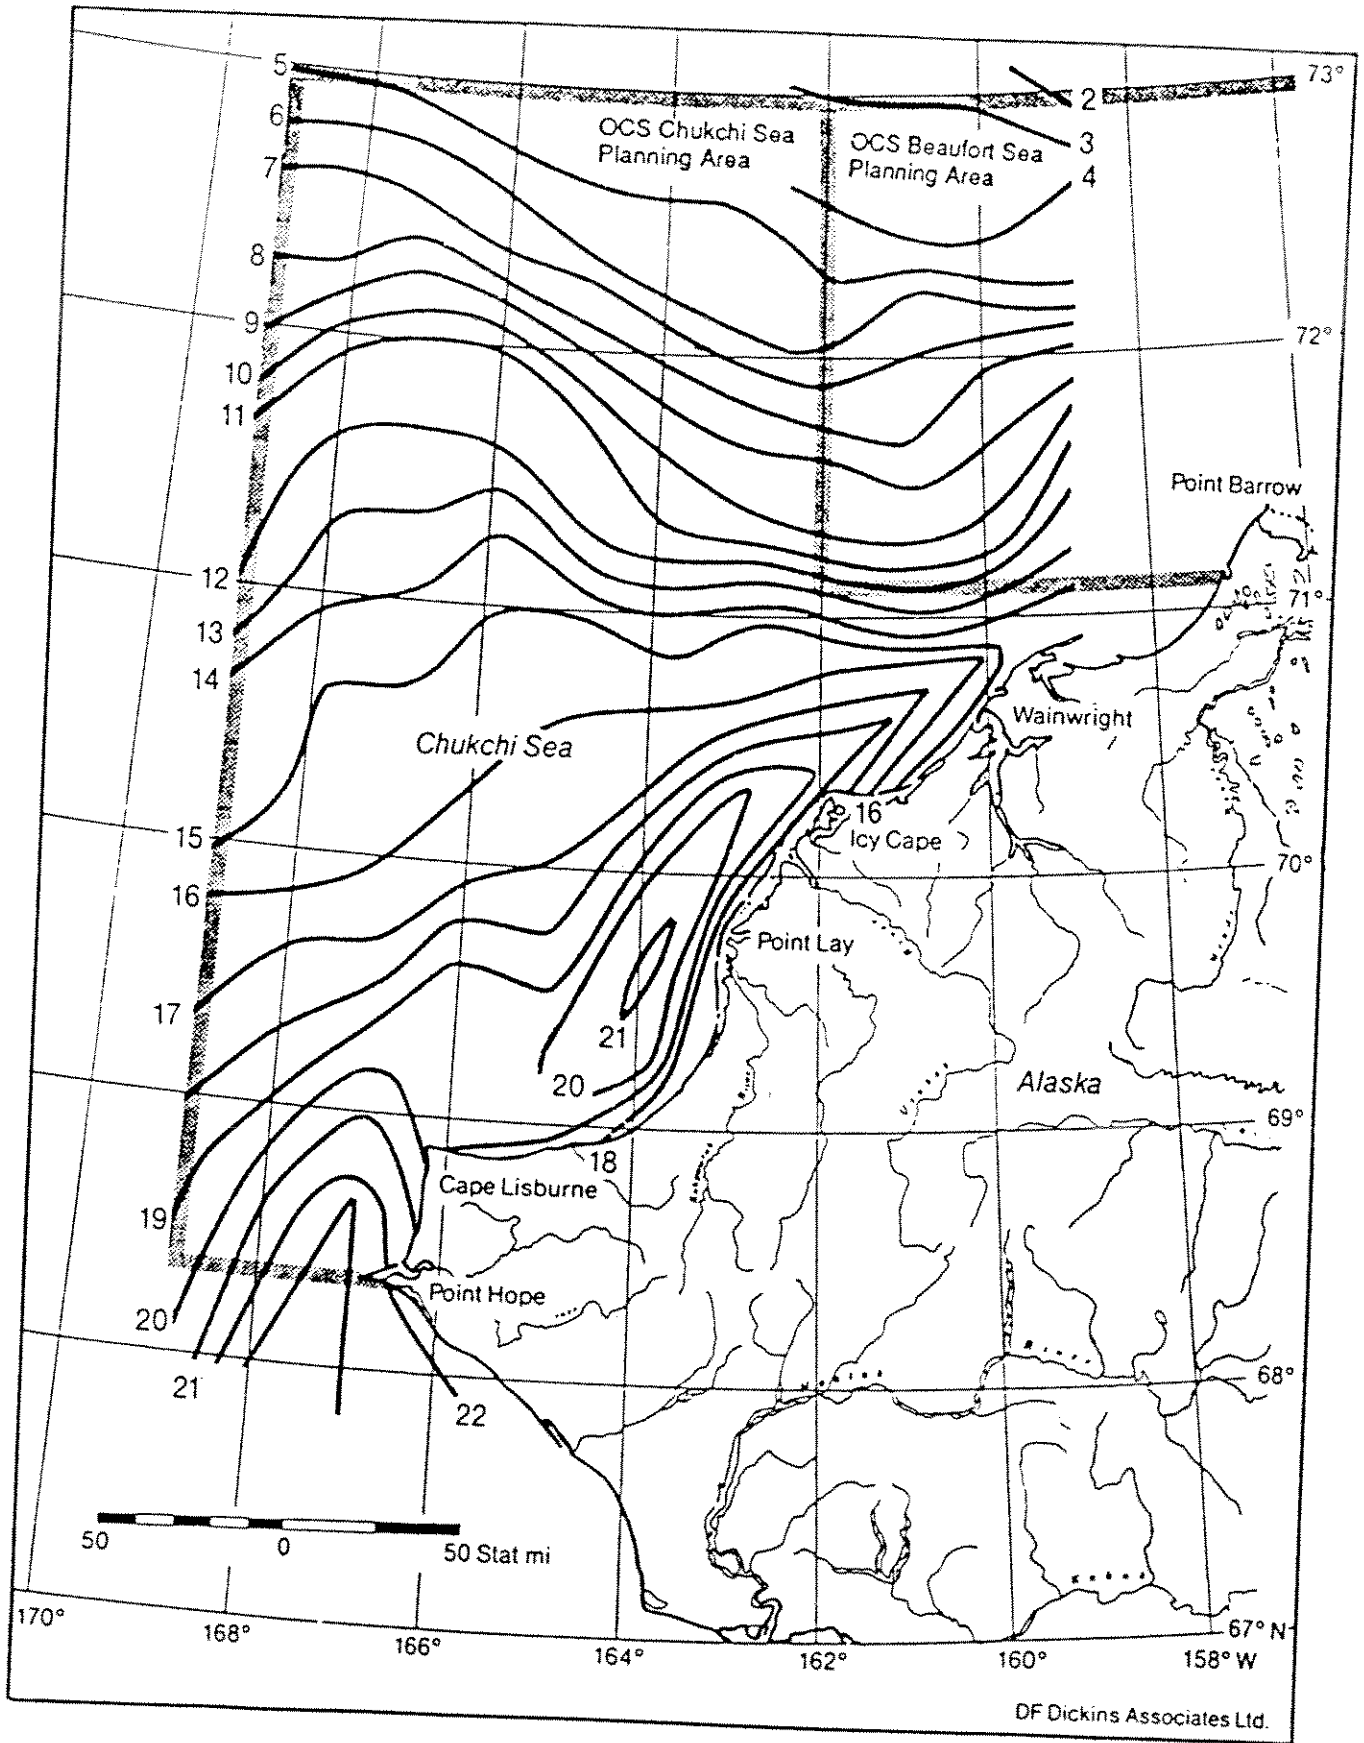 73°
5
2
6
OCS Chukchi Sea
Planning Area
OCS Beaufort Sea
Planning Area
3
7
4
8
9
72°
10
11
Point Barrow
12
71°
13
14
Wainwright
Chukchi Sea
15
16
Icy Cape
70°
16
Point Lay
17
21
20
Alaska
69°
18
Cape Lisburne
19
Point Hope
20
68°
21
22
50
0
50 Stat mi
170°
168°
166°
164°
162°
160°
158° W
67° N
DF Dickins Associates Ltd.